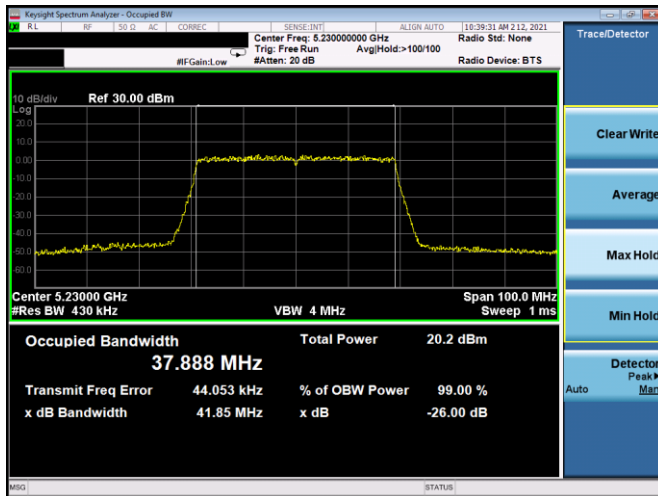 Keysight Spectrum Analyzer - Occupied BW
RL RF 50 Ω AC CORREC SENSE:INT ALIGN AUTO 10:39:31 AM 2 12, 2021
Center Freq: 5.230000000 GHz Radio Std: None
Trig: Free Run Avg|Hold:>100/100
#IFGain:Low #Atten: 20 dB Radio Device: BTS
10 dB/div Ref 30.00 dBm
Log
20.0
10.0
0.00
-10.0
-20.0
-30.0
-40.0
-50.0
-60.0
Center 5.23000 GHz Span 100.0 MHz
#Res BW 430 kHz VBW 4 MHz Sweep 1 ms
Occupied Bandwidth Total Power 20.2 dBm
37.888 MHz
Transmit Freq Error 44.053 kHz % of OBW Power 99.00 %
x dB Bandwidth 41.85 MHz x dB -26.00 dB
MSG STATUS
Trace/Detector
Clear Write
Average
Max Hold
Min Hold
Detector
Peak
Auto Man